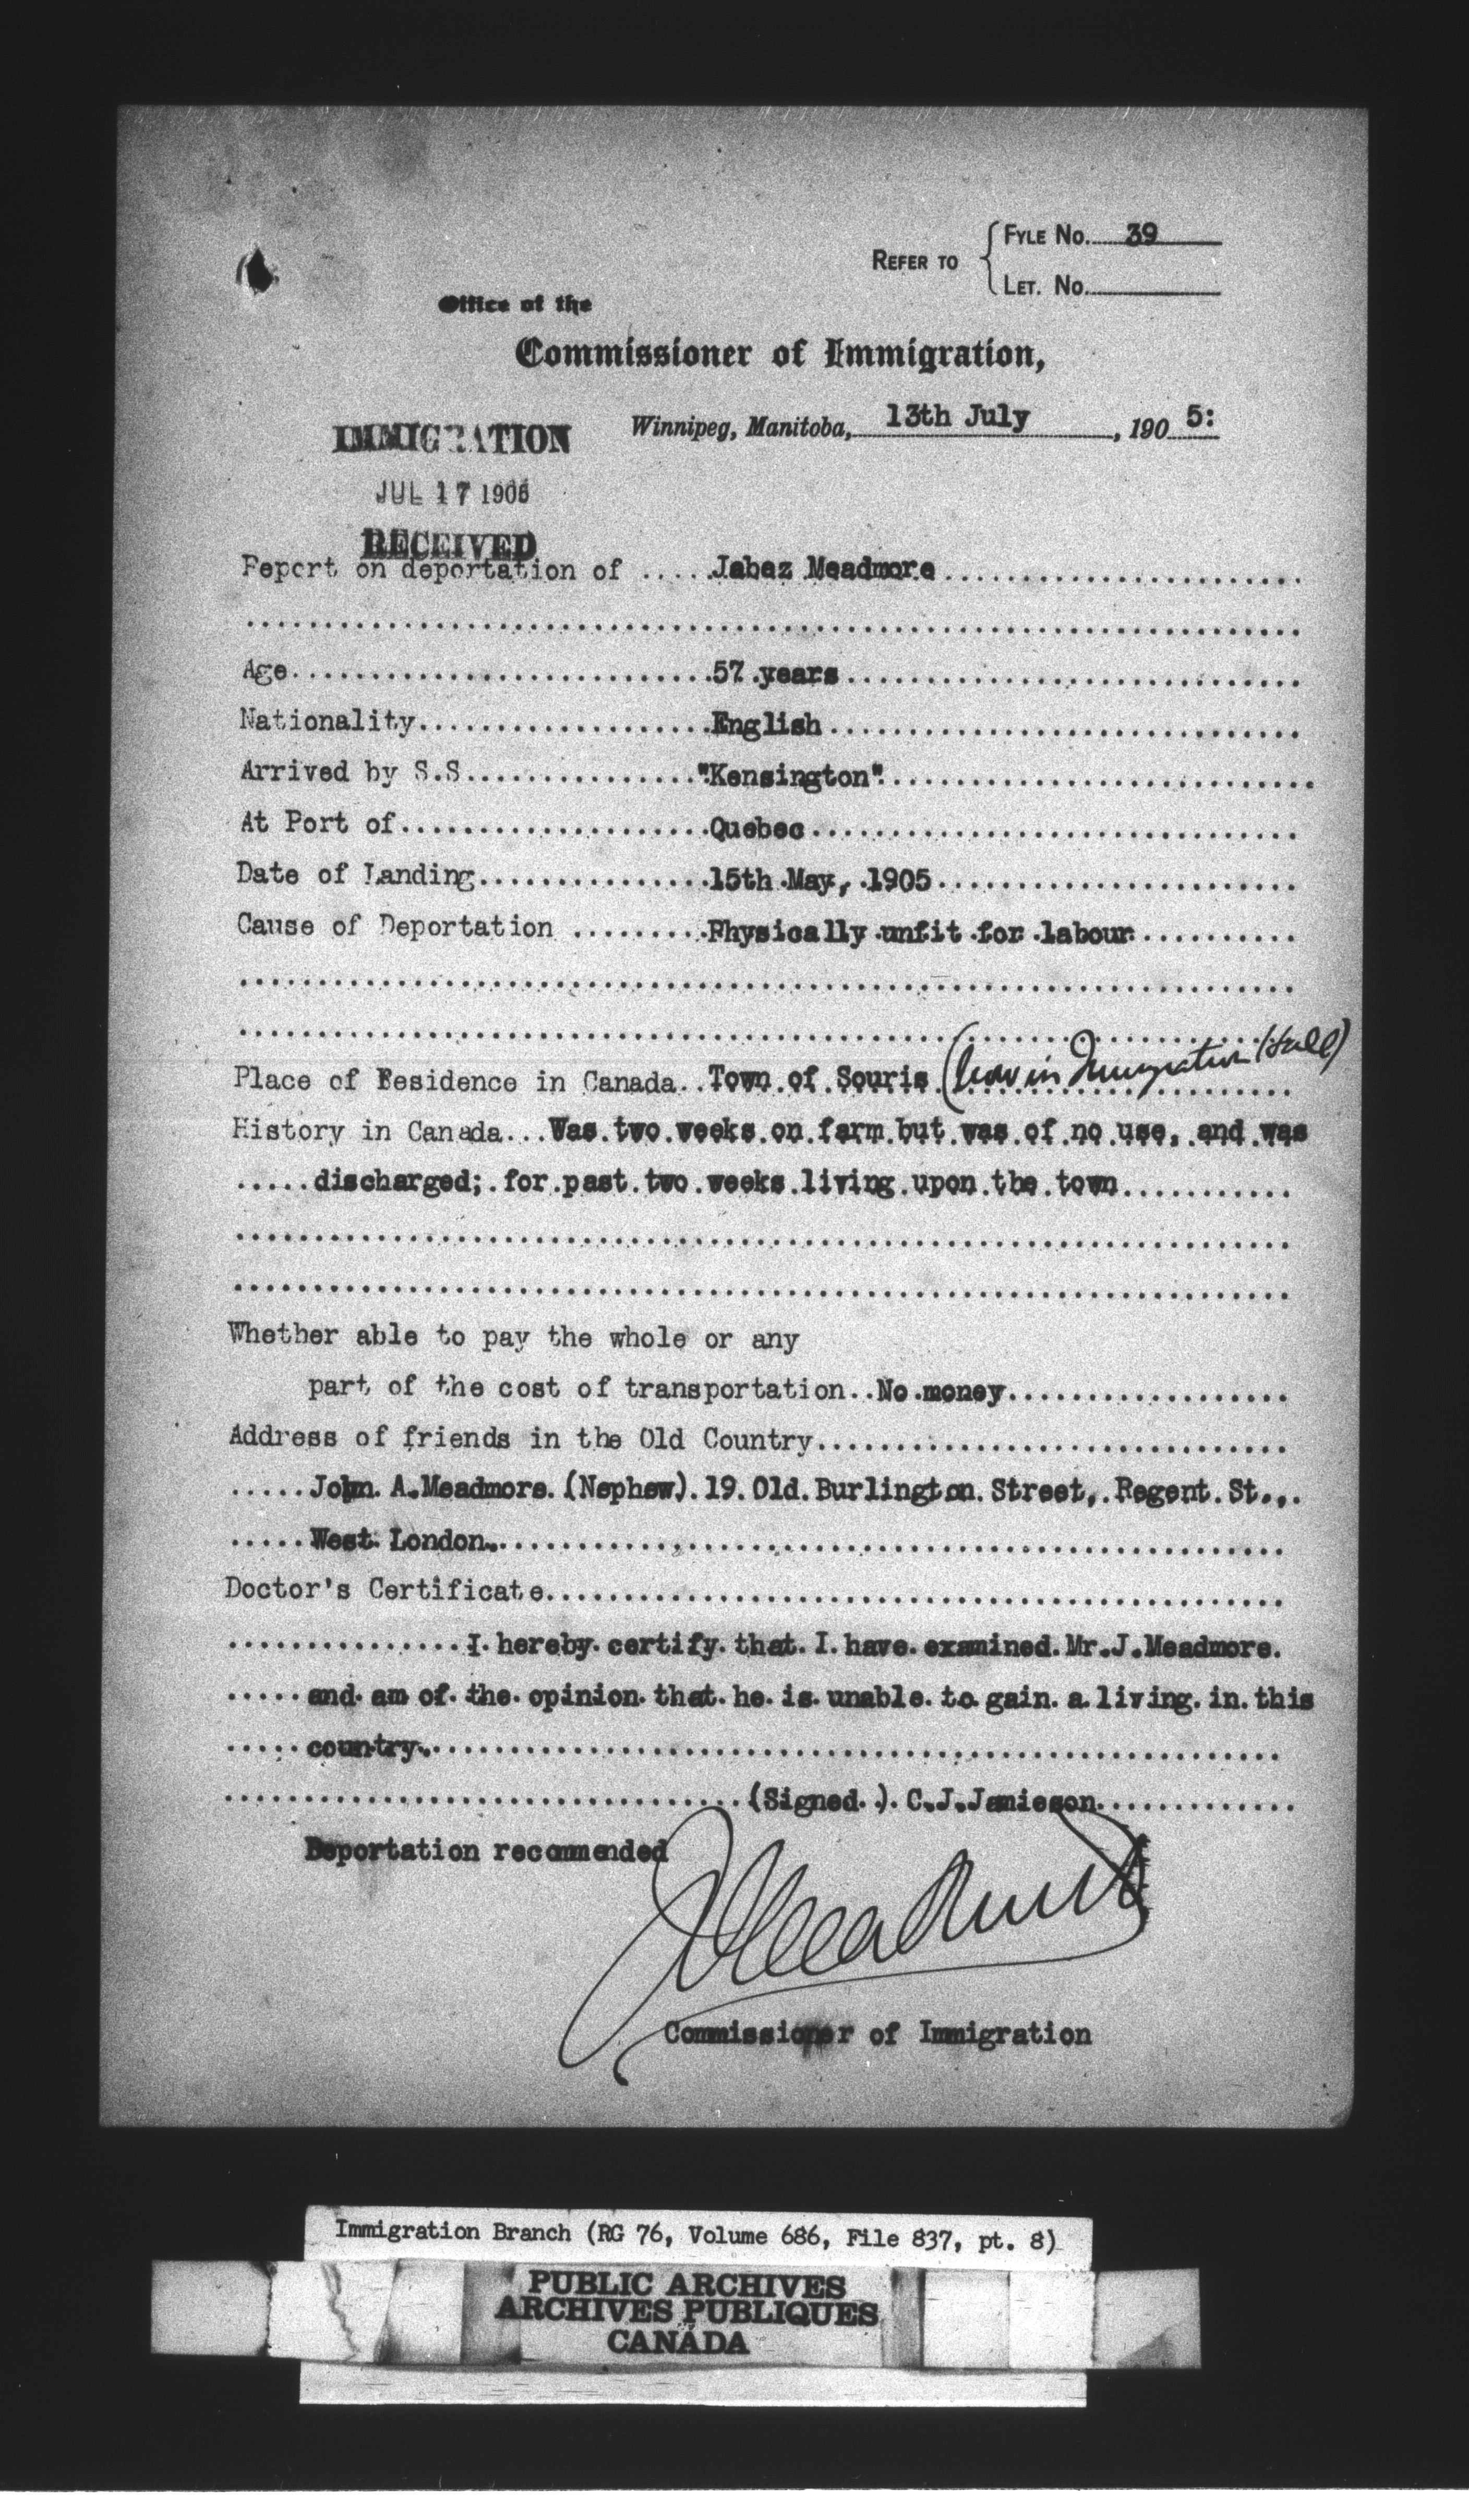 REFER TO { FYLE No. 39
LET. No.
Office of the
Commissioner of Immigration,
Winnipeg, Manitoba, 13th July, 190 5:
IMMIGRATION
JUL 17 1905
RECEIVED
Report on deportation of .....Jabez Meadmore
Age 57 years
Nationality English
Arrived by S.S. "Kensington"
At Port of Quebec
Date of Landing 15th May, 1905
Cause of Deportation Physically unfit for labour
Place of Residence in Canada.. Town of Souris (now in Immigration Hall)
History in Canada... Was two weeks on farm but was of no use, and was
discharged; for past two weeks living upon the town
Whether able to pay the whole or any
part of the cost of transportation.. No money
Address of friends in the Old Country
John A. Meadmore (Nephew) 19 Old Burlington Street, Regent St.,
West London.
Doctor's Certificate
I hereby certify that I have examined Mr. J. Meadmore
and am of the opinion that he is unable to gain a living in this
country.
(Signed.) C.J. Jamieson
Deportation recommended
Commissioner of Immigration
Immigration Branch (RG 76, Volume 686, File 837, pt. 8)
PUBLIC ARCHIVES
ARCHIVES PUBLIQUES
CANADA